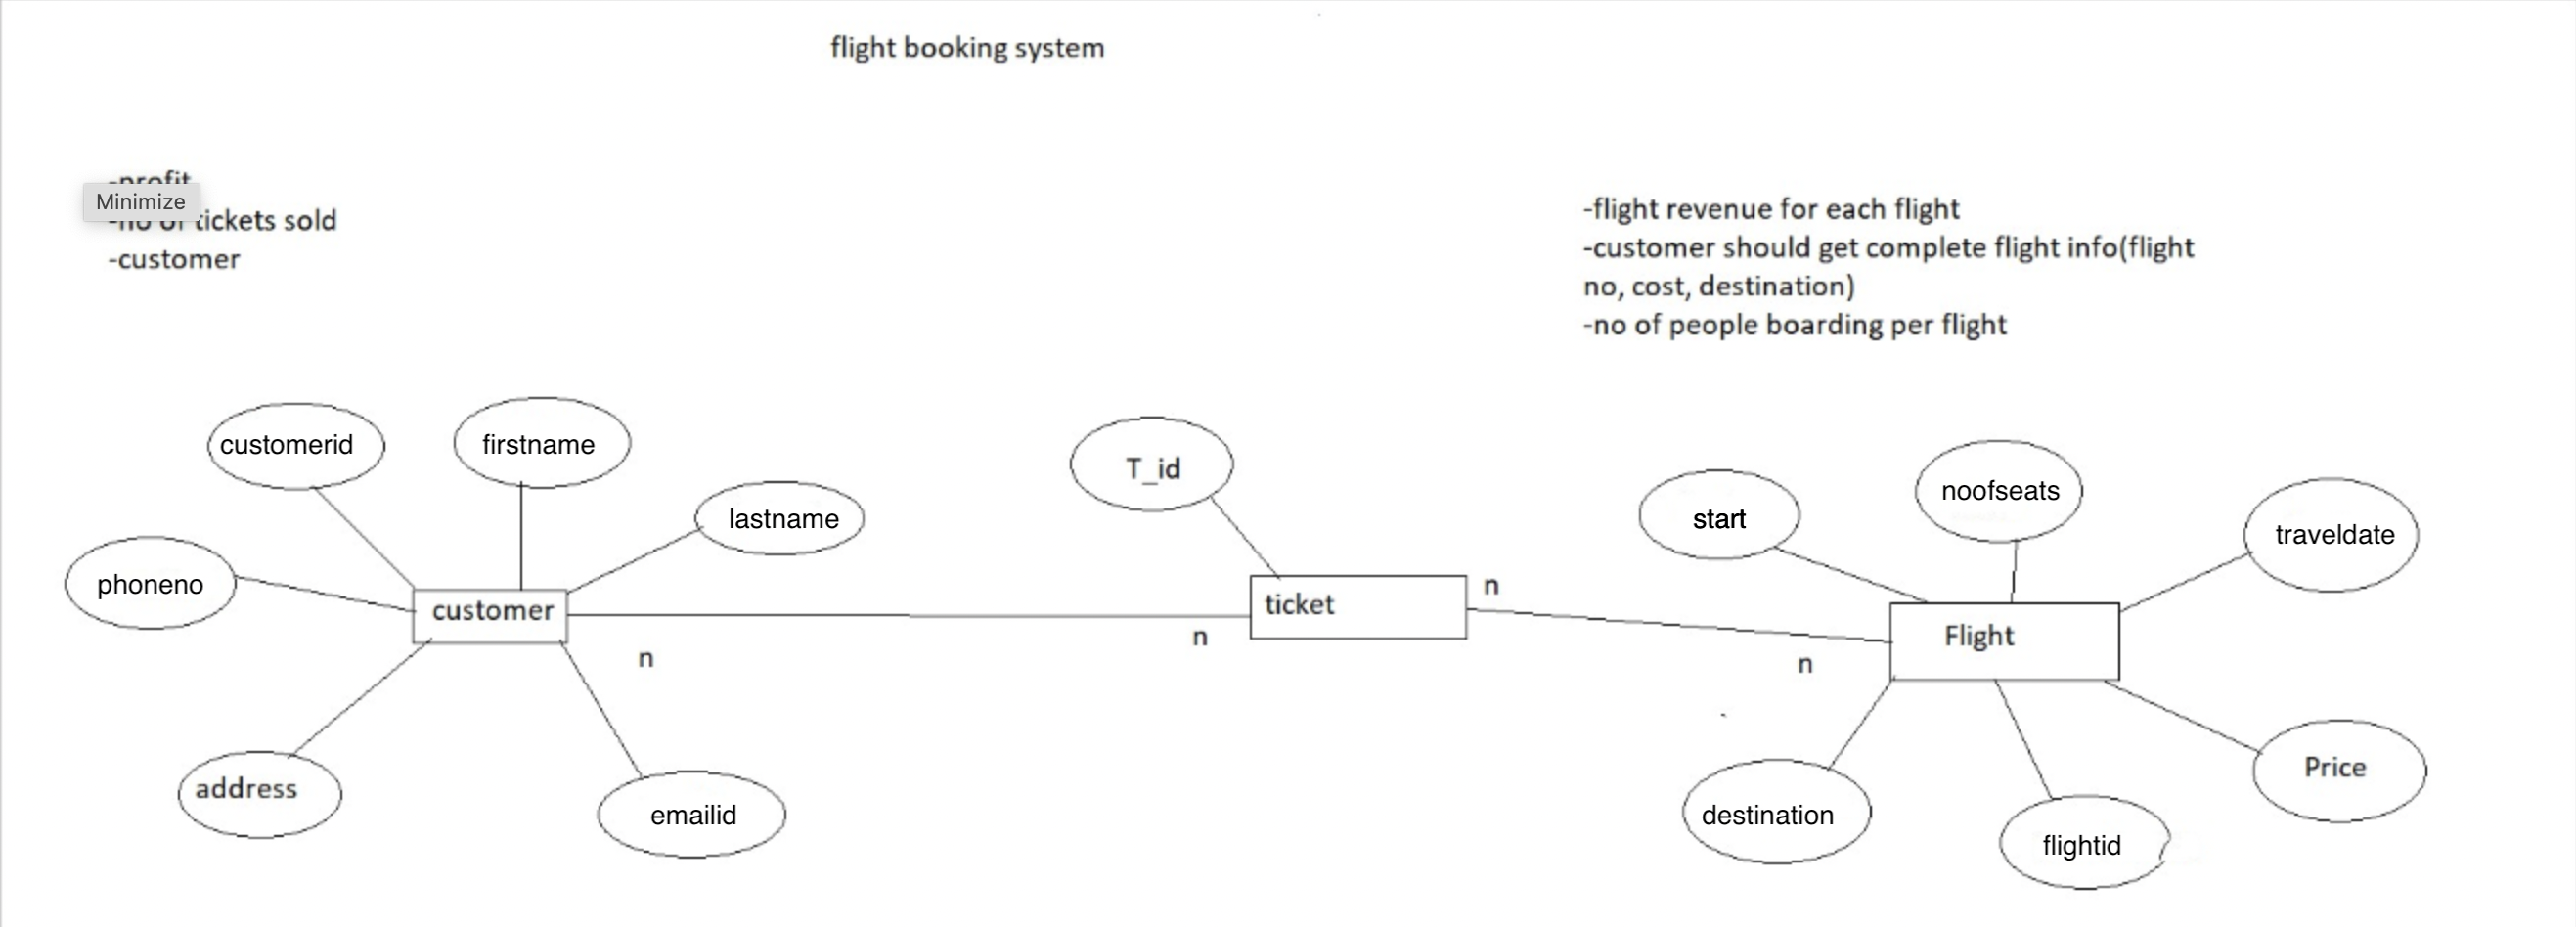 flight booking system
-profit
Minimize
-no of tickets sold
-customer
-flight revenue for each flight
-customer should get complete flight info(flight
no, cost, destination)
-no of people boarding per flight
customerid
firstname
lastname
phoneno
customer
address
emailid
n
n
T_id
ticket
n
n
start
noofseats
traveldate
Flight
destination
flightid
Price